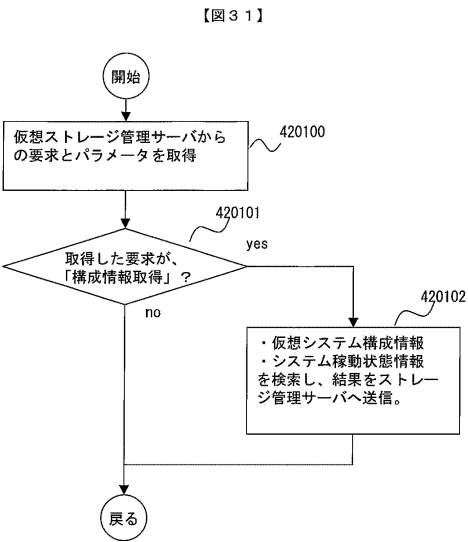 【図３１】
開始
仮想ストレージ管理サーバから
の要求とパラメータを取得
420100
420101
取得した要求が、
「構成情報取得」？
yes
no
420102
・仮想システム構成情報
・システム稼動状態情報
を検索し、結果をストレー
ジ管理サーバへ送信。
戻る